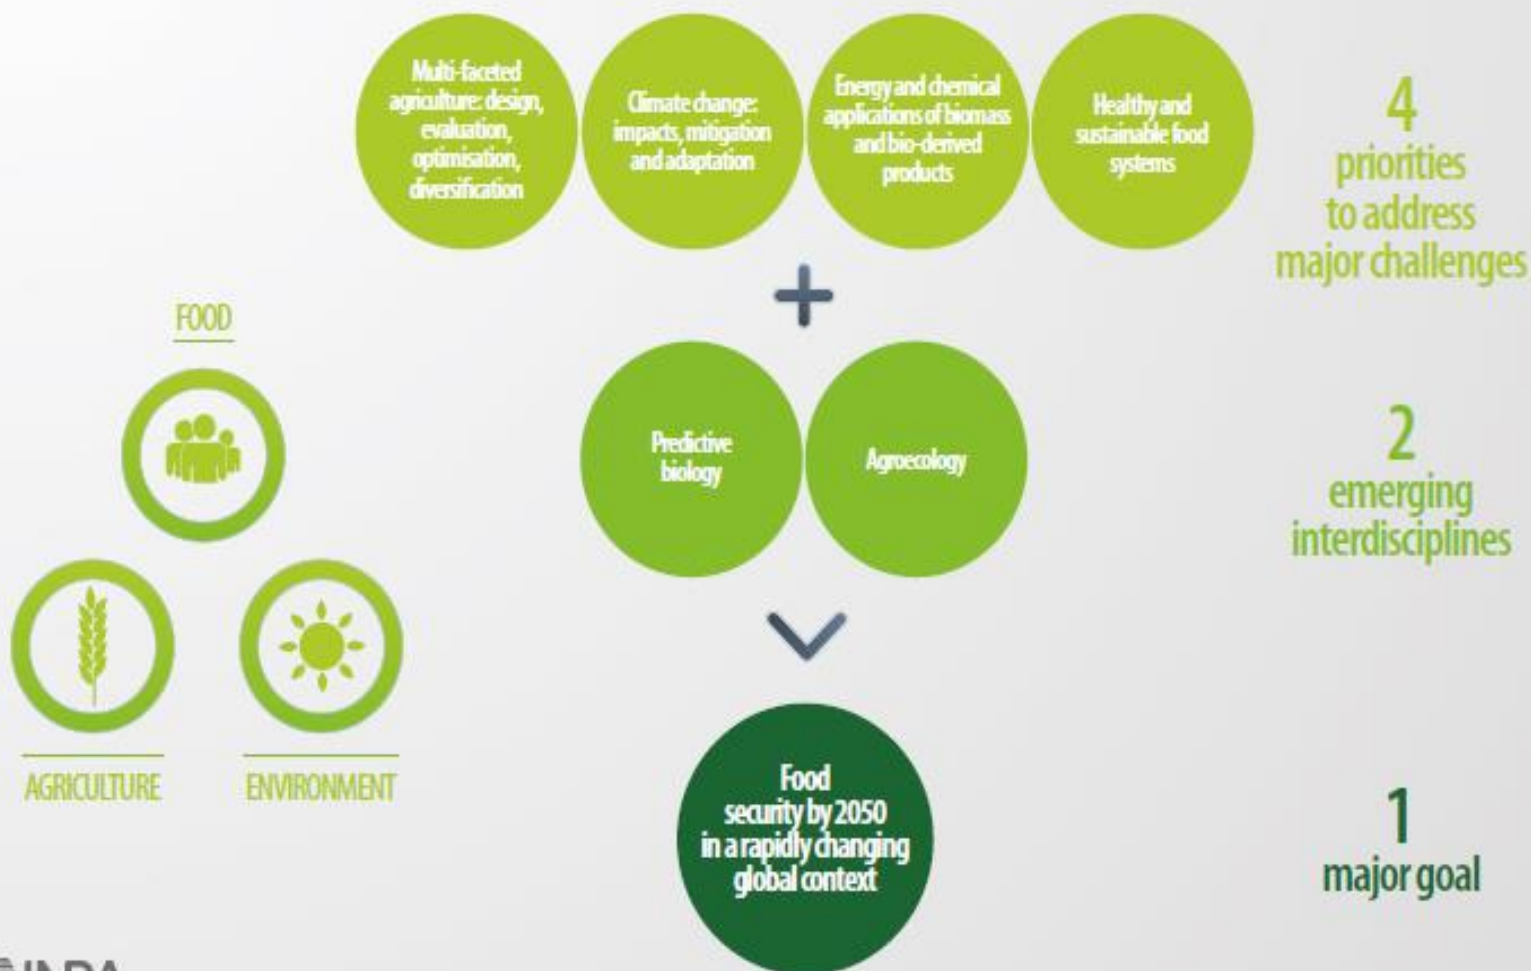 Multi-faceted
agriculture: design,
evaluation,
optimisation,
diversification
Climate change:
impacts, mitigation
and adaptation
Energy and chemical
applications of biomass
and bio-derived
products
Healthy and
sustainable food
systems
4
priorities
to address
major challenges
+
FOOD
AGRICULTURE
ENVIRONMENT
Predictive
biology
Agroecology
2
emerging
interdisciplines
Food
security by 2050
in a rapidly changing
global context
1
major goal